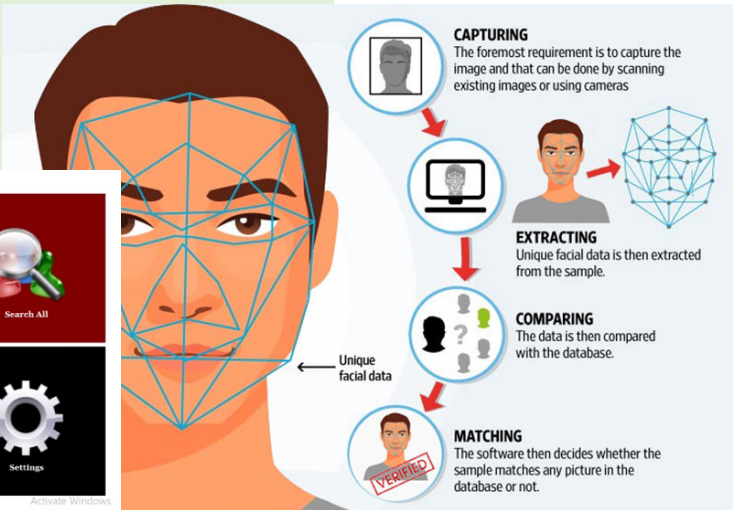 CAPTURING
The foremost requirement is to capture the
image and that can be done by scanning
existing images or using cameras
EXTRACTING
Unique facial data is then extracted
from the sample.
COMPARING
The data is then compared
with the database.
?
Unique
facial data
MATCHING
The software then decides whether the
sample matches any picture in the
database or not.
VERIFIED
Search All
Settings
Activate Windows